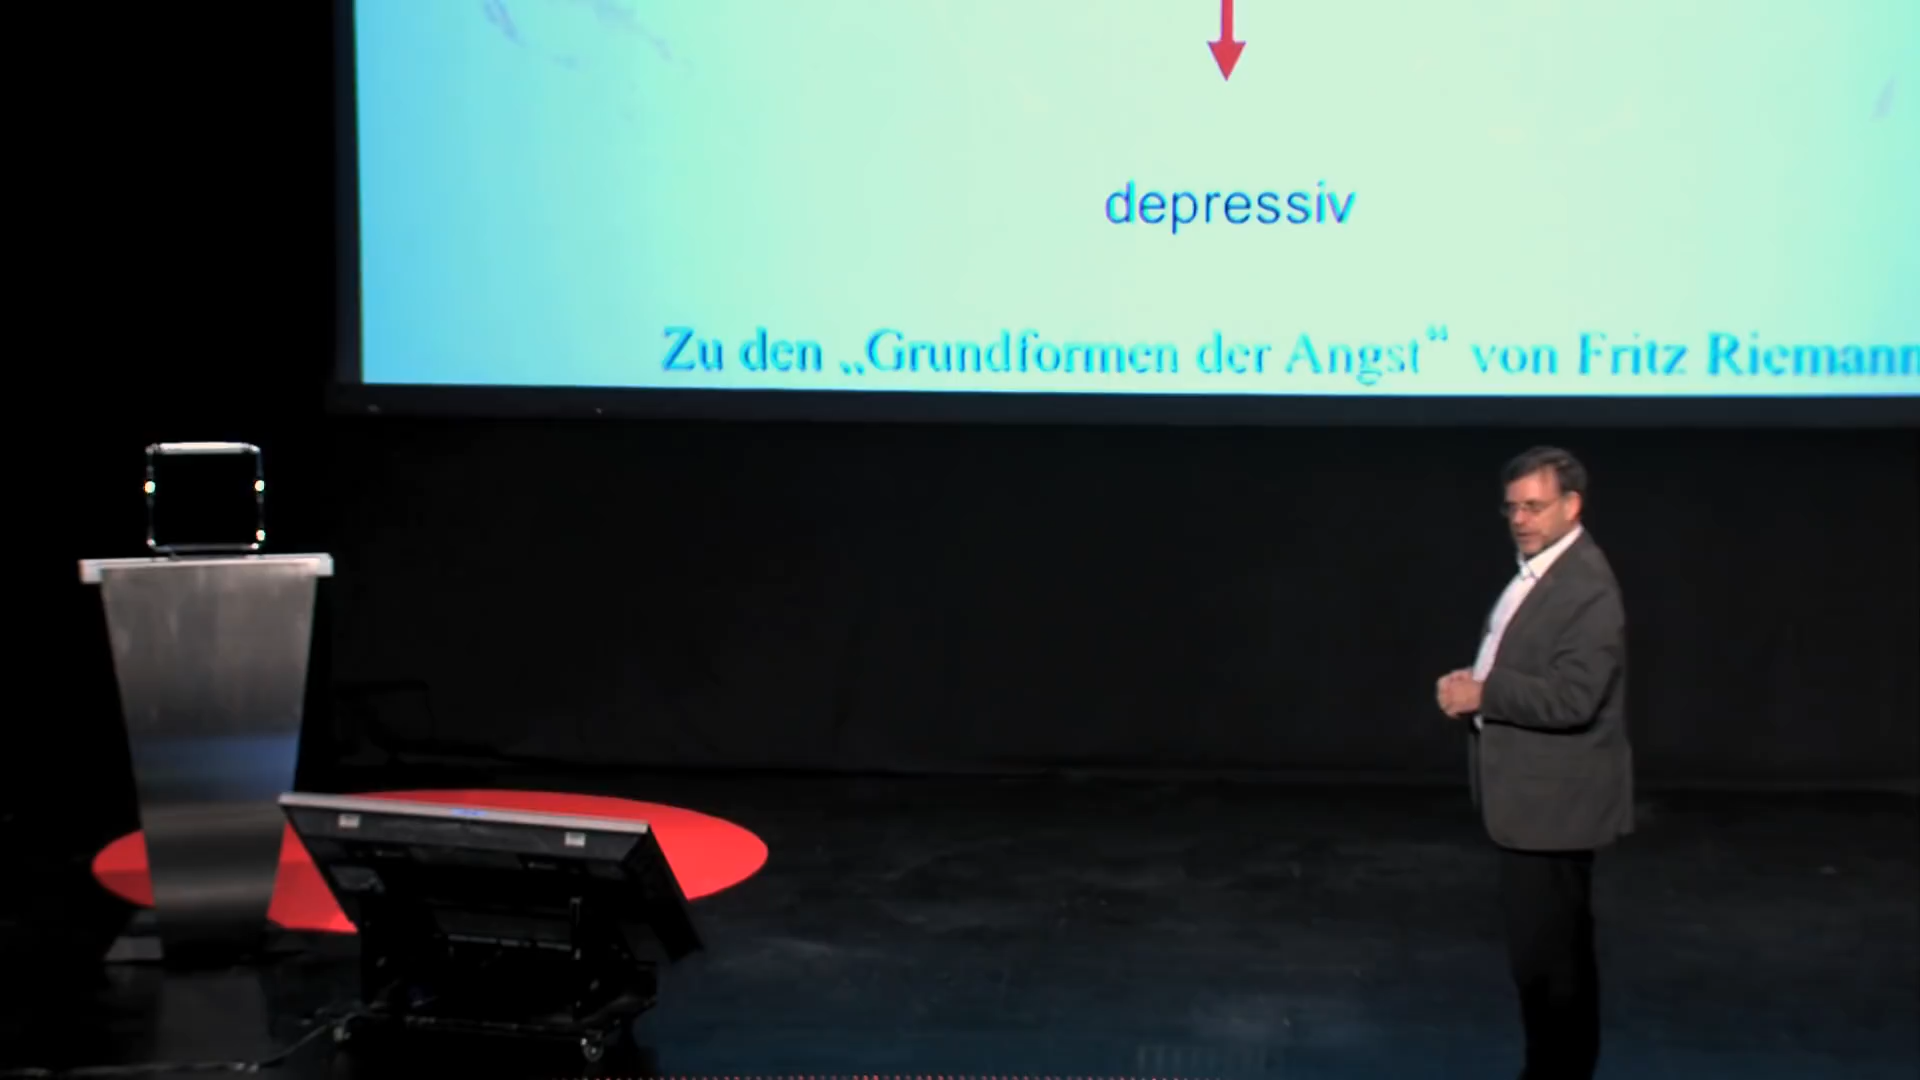 depressiv
Zu den „Grundformen der Angst“ von Fritz Riemann